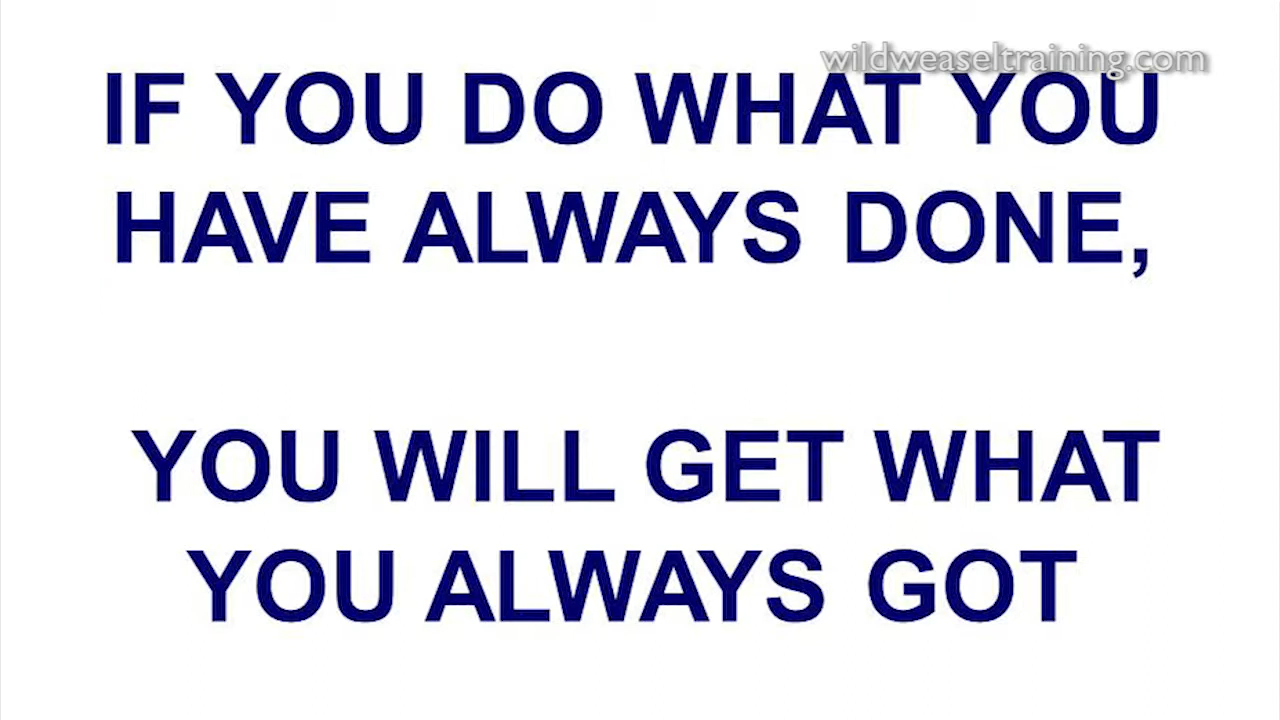 wildweaseltraining.com
IF YOU DO WHAT YOU
HAVE ALWAYS DONE,
YOU WILL GET WHAT
YOU ALWAYS GOT